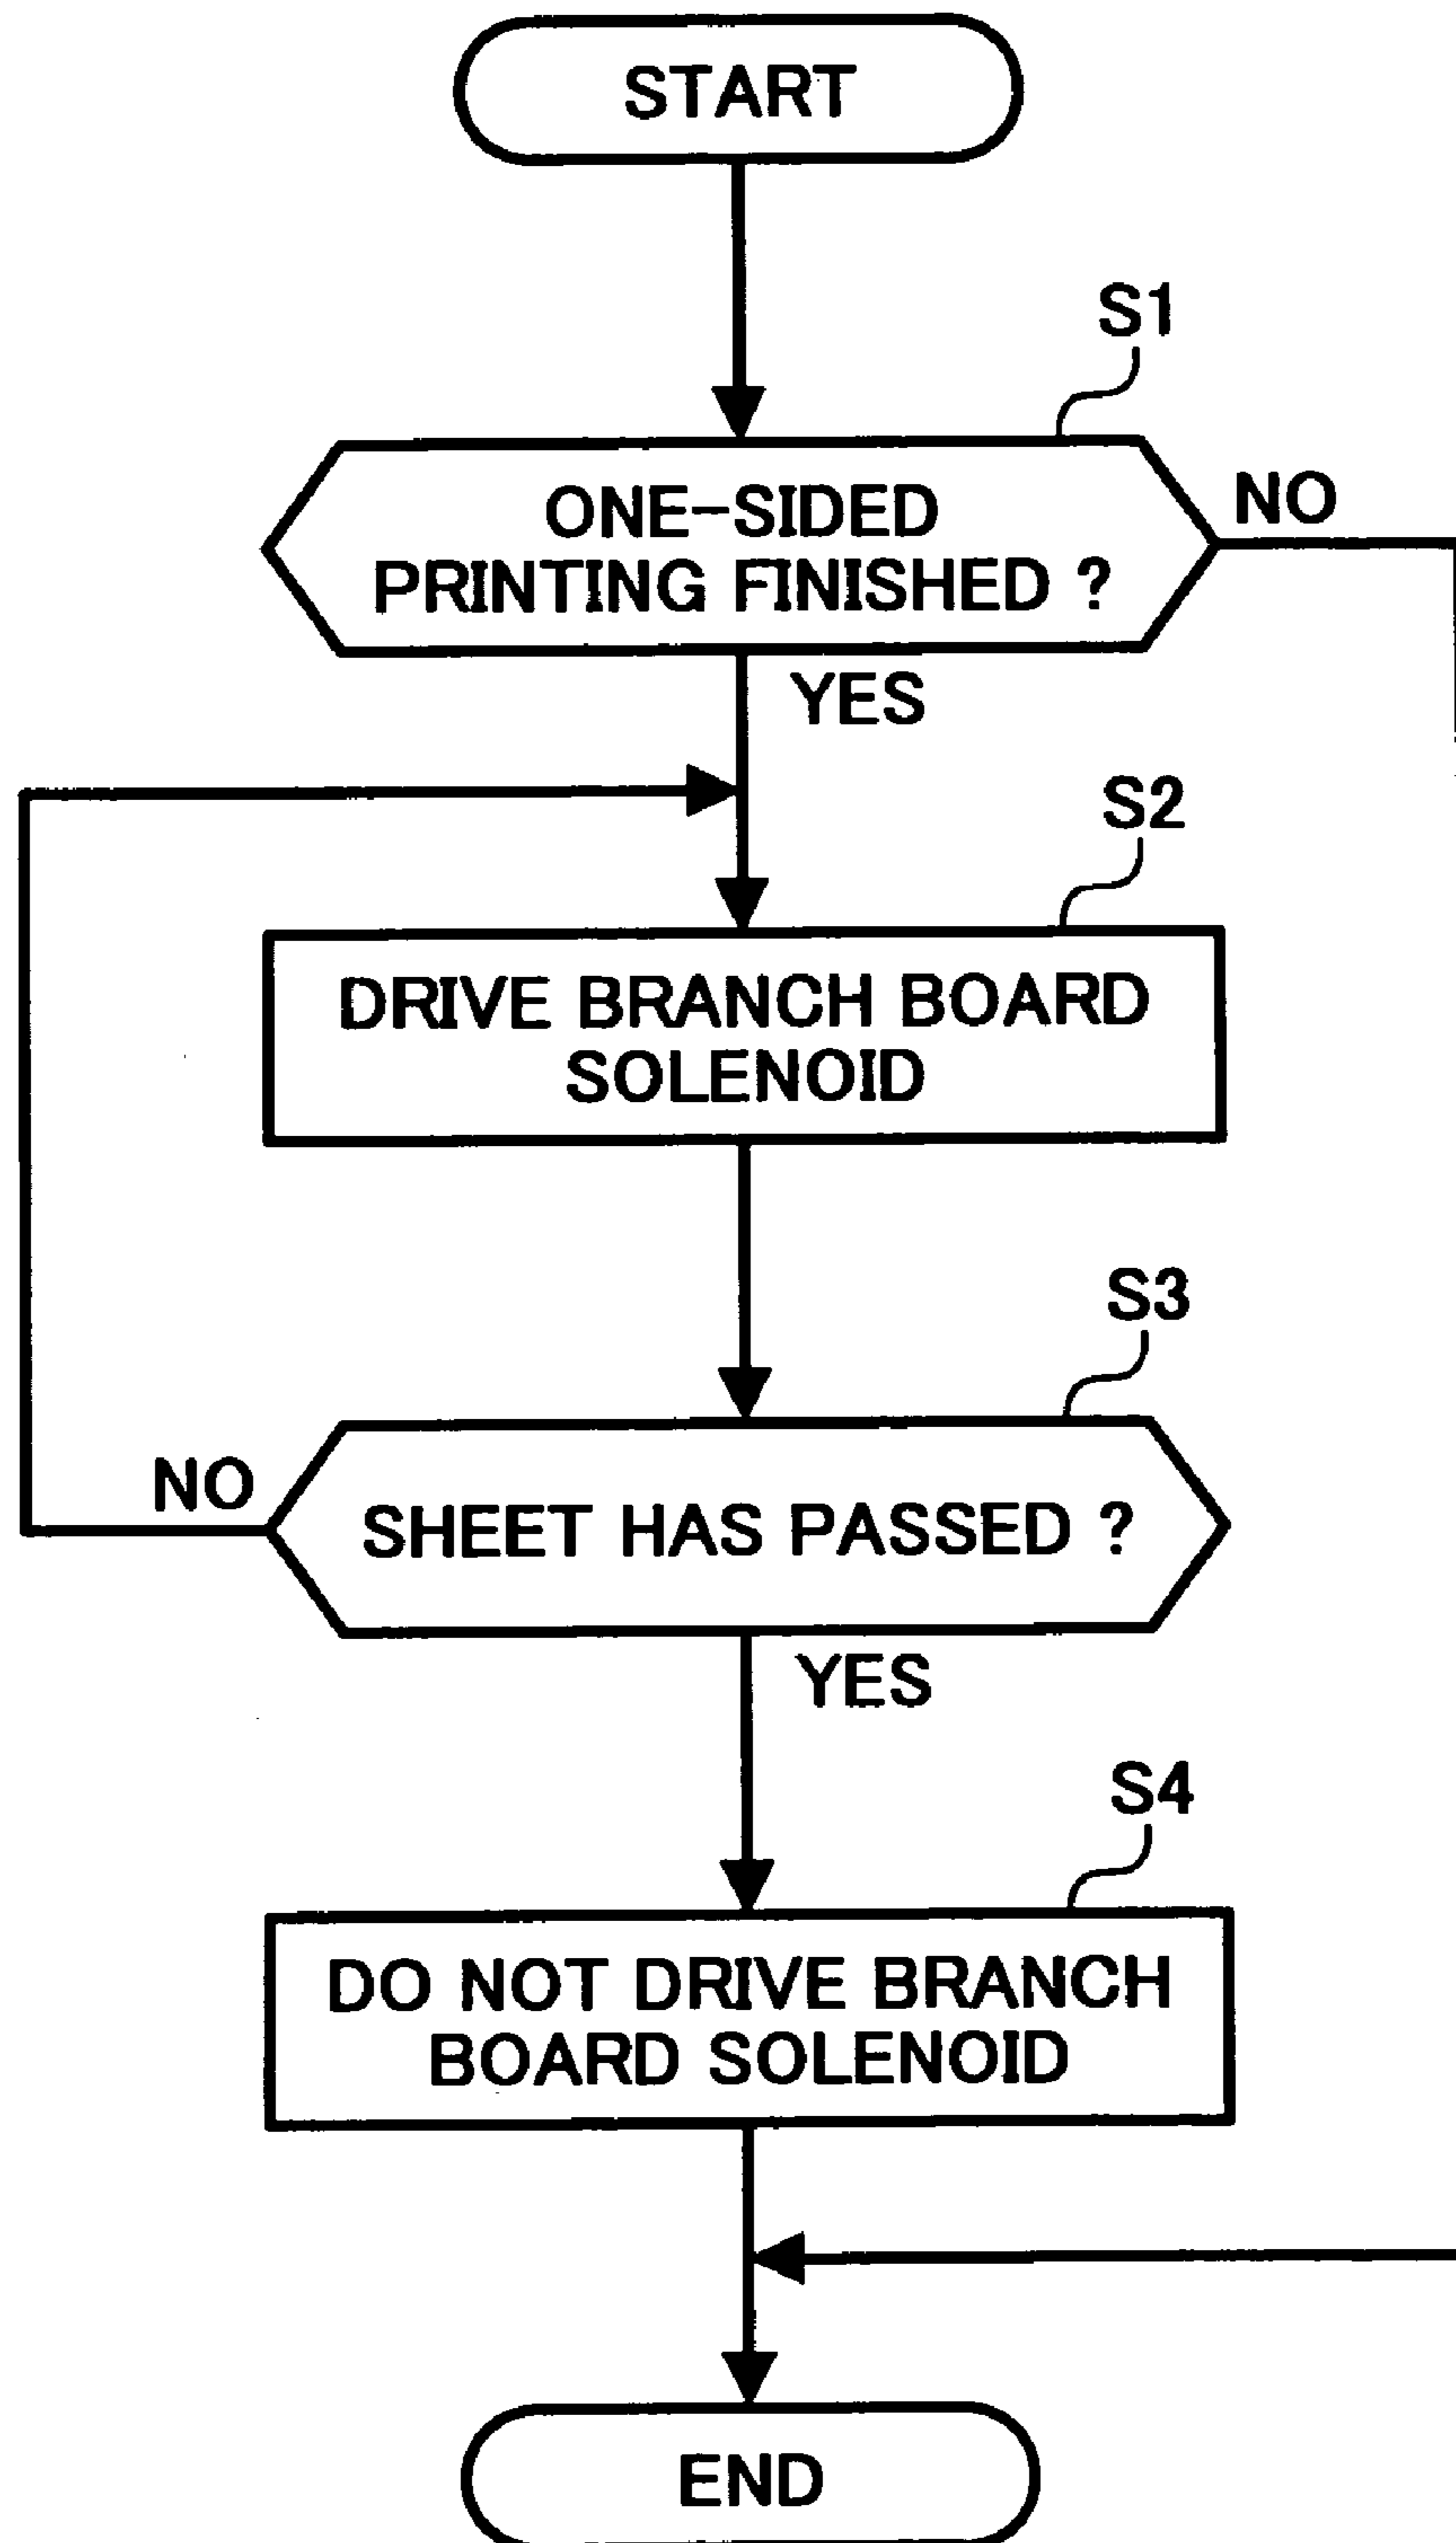 START
S1
ONE-SIDED
PRINTING FINISHED ?
NO
YES
S2
DRIVE BRANCH BOARD
SOLENOID
S3
NO
SHEET HAS PASSED ?
YES
S4
DO NOT DRIVE BRANCH
BOARD SOLENOID
END